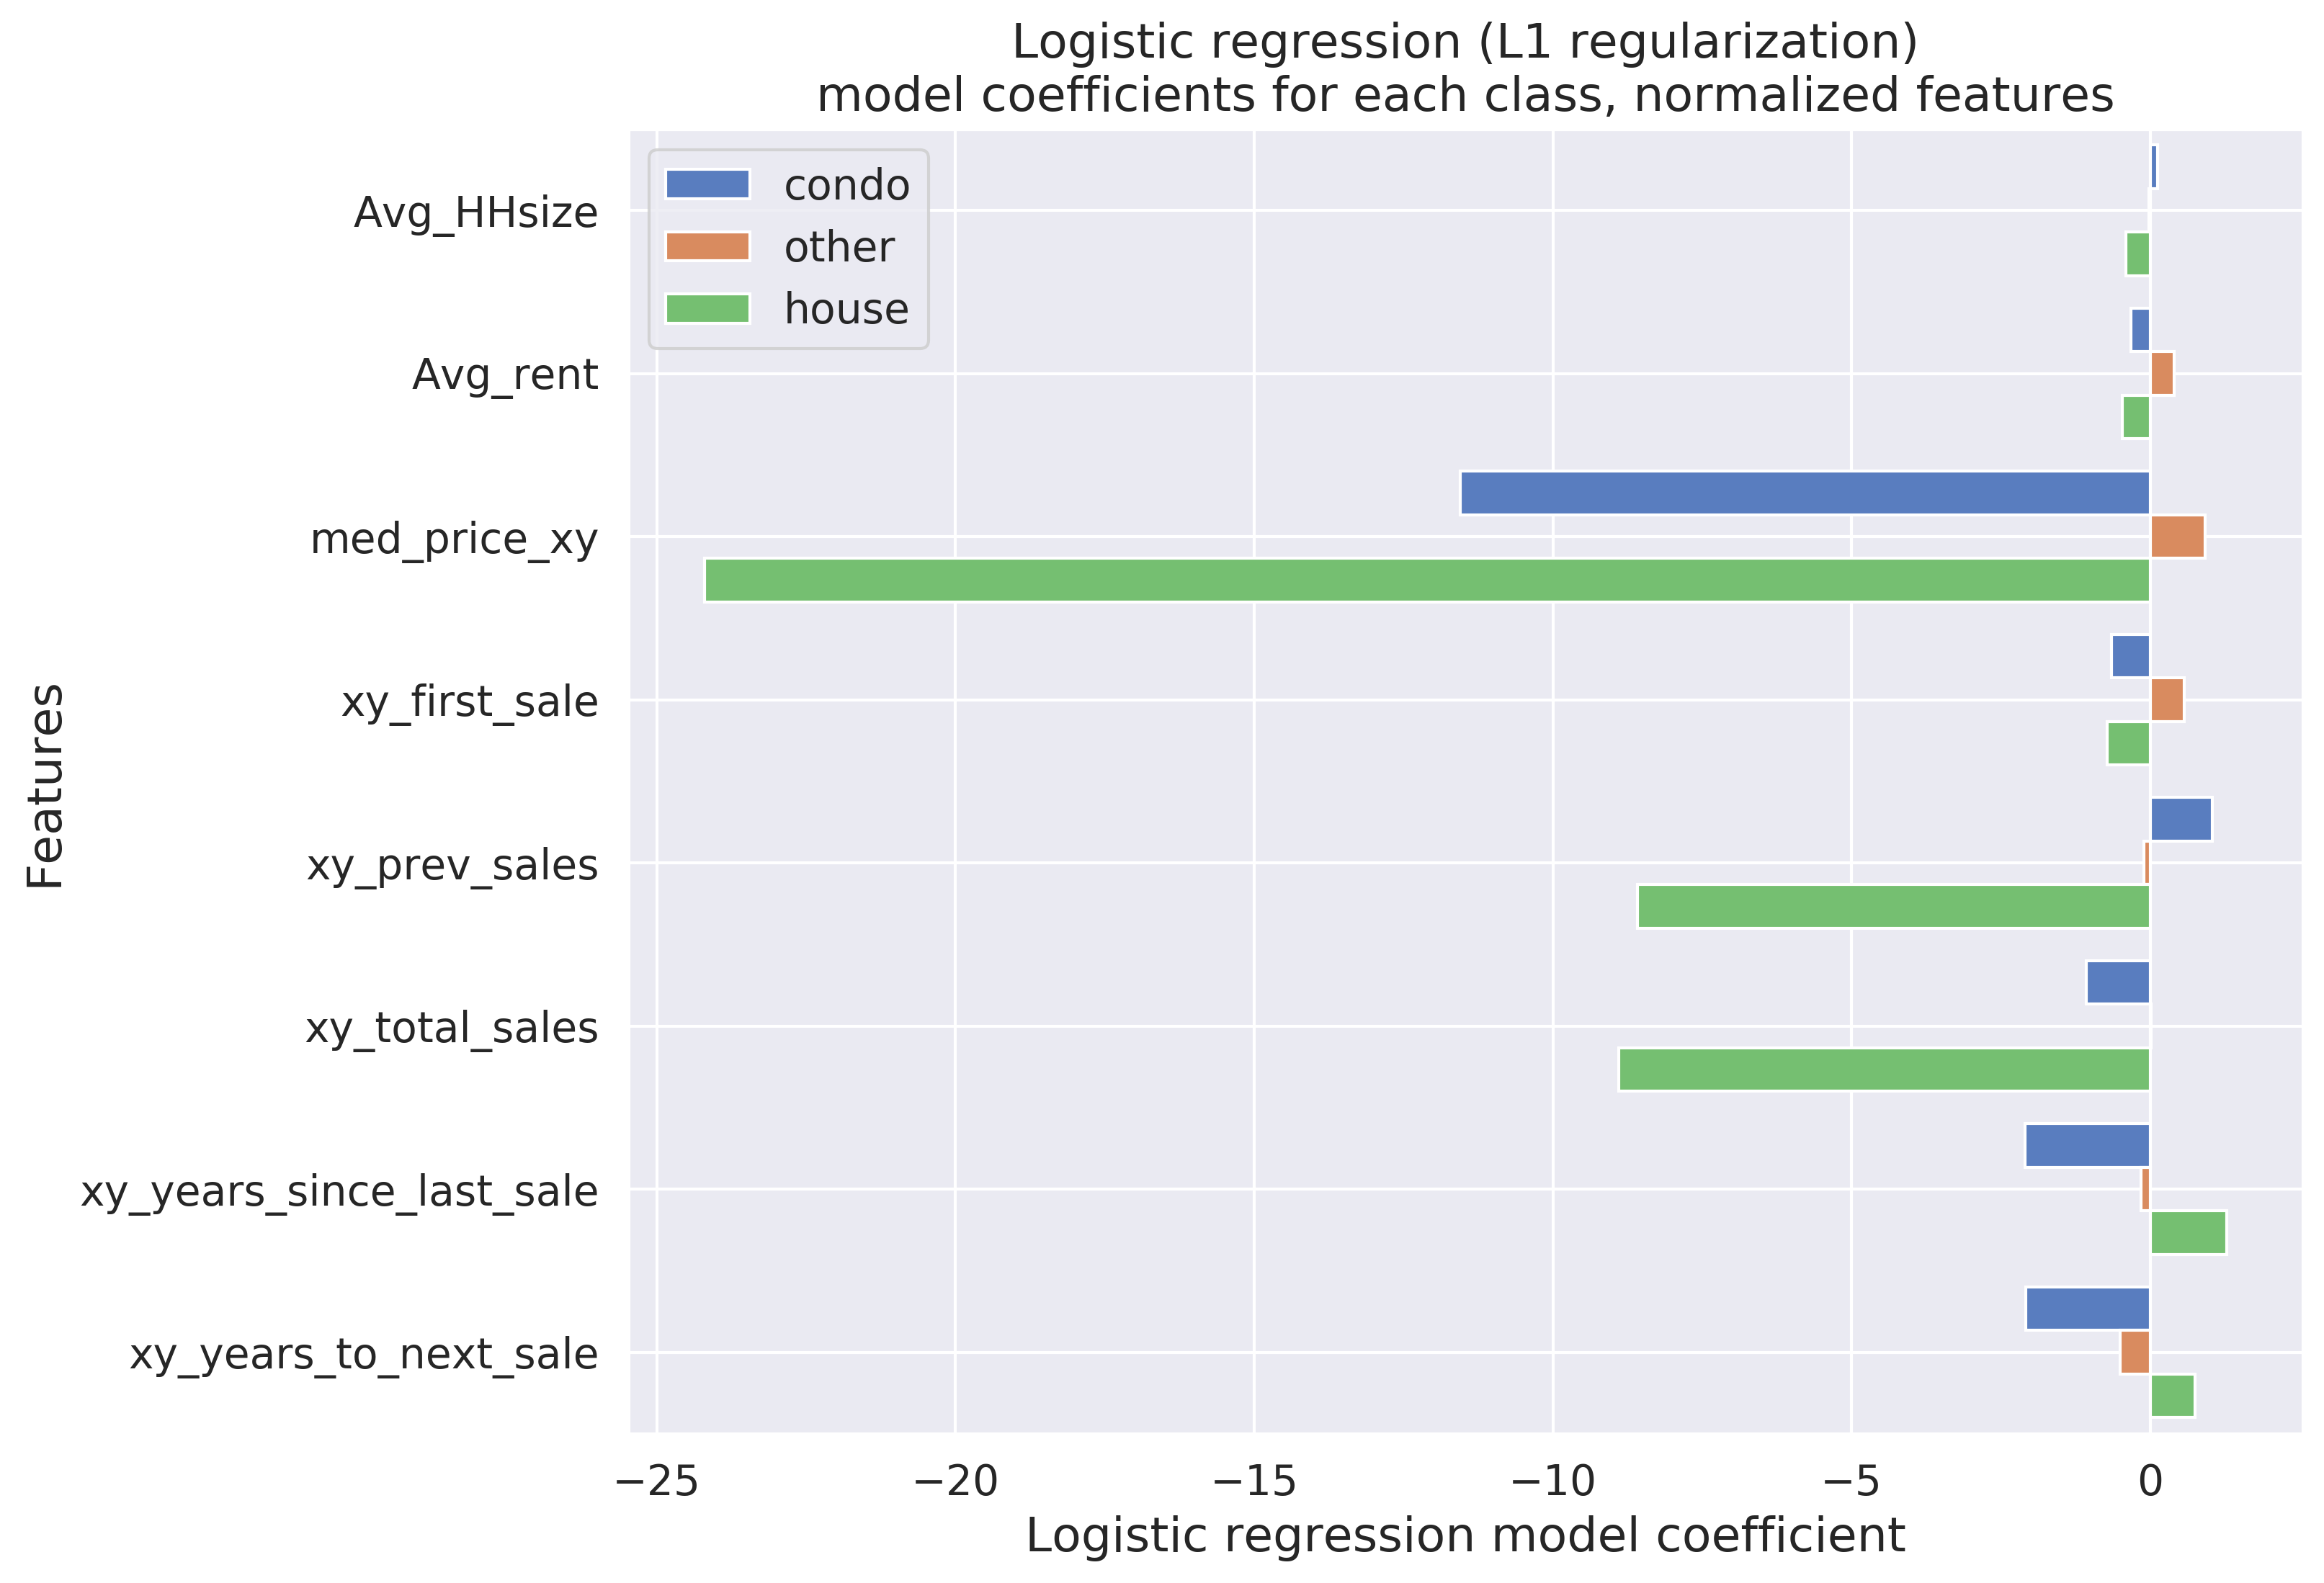 Logistic regression (L1 regularization)
model coefficients for each class, normalized features
condo
other
house
Features
Avg_HHsize
Avg_rent
med_price_xy
xy_first_sale
xy_prev_sales
xy_total_sales
xy_years_since_last_sale
xy_years_to_next_sale
−25 −20 −15 −10 −5 0
Logistic regression model coefficient